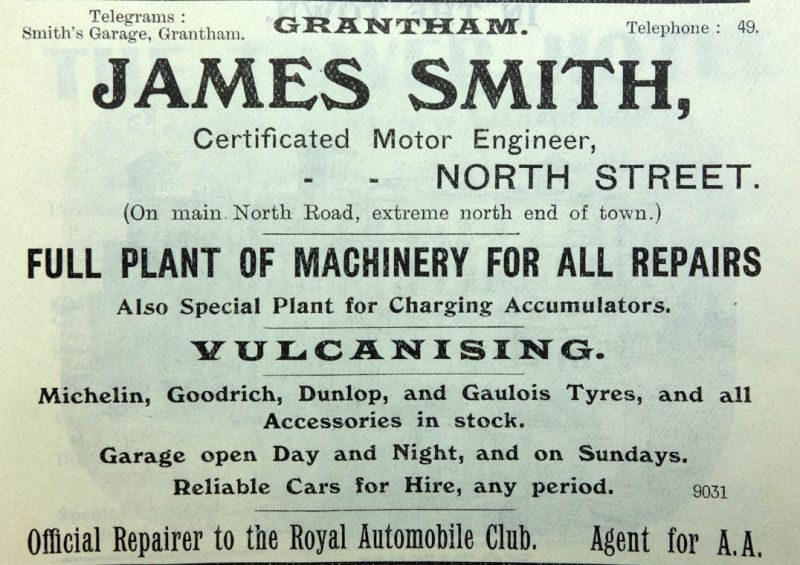 Telegrams :
Smith's Garage, Grantham.
GRANTHAM.
Telephone : 49.
JAMES SMITH,
Certificated Motor Engineer,
- - NORTH STREET.
(On main North Road, extreme north end of town.)
FULL PLANT OF MACHINERY FOR ALL REPAIRS
Also Special Plant for Charging Accumulators.
VULCANISING.
Michelin, Goodrich, Dunlop, and Gaulois Tyres, and all
Accessories in stock.
Garage open Day and Night, and on Sundays.
Reliable Cars for Hire, any period.
9031
Official Repairer to the Royal Automobile Club. Agent for A.A.